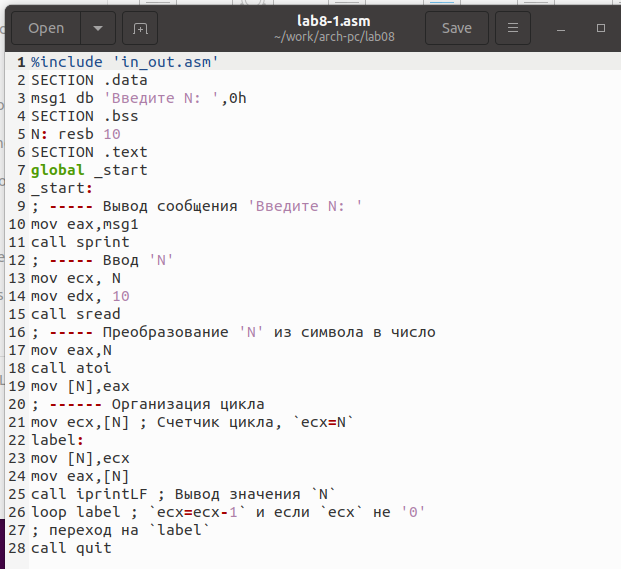 Open
lab8-1.asm
~/work/arch-pc/lab08
Save
1 %include 'in_out.asm'
2 SECTION .data
3 msg1 db 'Введите N: ',0h
4 SECTION .bss
5 N: resb 10
6 SECTION .text
7 global _start
8 _start:
9 ; ----- Вывод сообщения 'Введите N: '
10 mov eax,msg1
11 call sprint
12 ; ----- Ввод 'N'
13 mov ecx, N
14 mov edx, 10
15 call sread
16 ; ----- Преобразование 'N' из символа в число
17 mov eax,N
18 call atoi
19 mov [N],eax
20 ; ------ Организация цикла
21 mov ecx,[N] ; Счетчик цикла, `ecx=N`
22 label:
23 mov [N],ecx
24 mov eax,[N]
25 call iprintLF ; Вывод значения `N`
26 loop label ; `ecx=ecx-1` и если `ecx` не '0'
27 ; переход на `label`
28 call quit